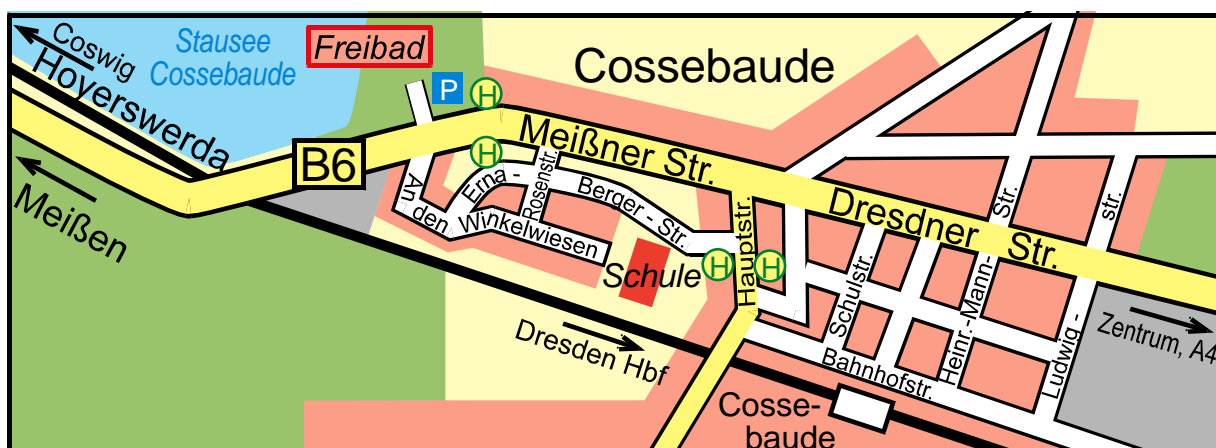 Coswig
Hoyerswerda
Stausee
Cossebaude
Freibad
P
H
Cossebaude
Meißen
B6
H
Meißner Str.
An den Winkelwiesen
Erna-
Berger-Str.
Rosenstr.
Schule
H
H
Hauptstr.
Dresdner Str.
Schulstr.
Heinr.-Mann-Str.
Ludwig-str.
Bahnhofstr.
Zentrum, A4
Dresden Hbf
Cosse-
baude